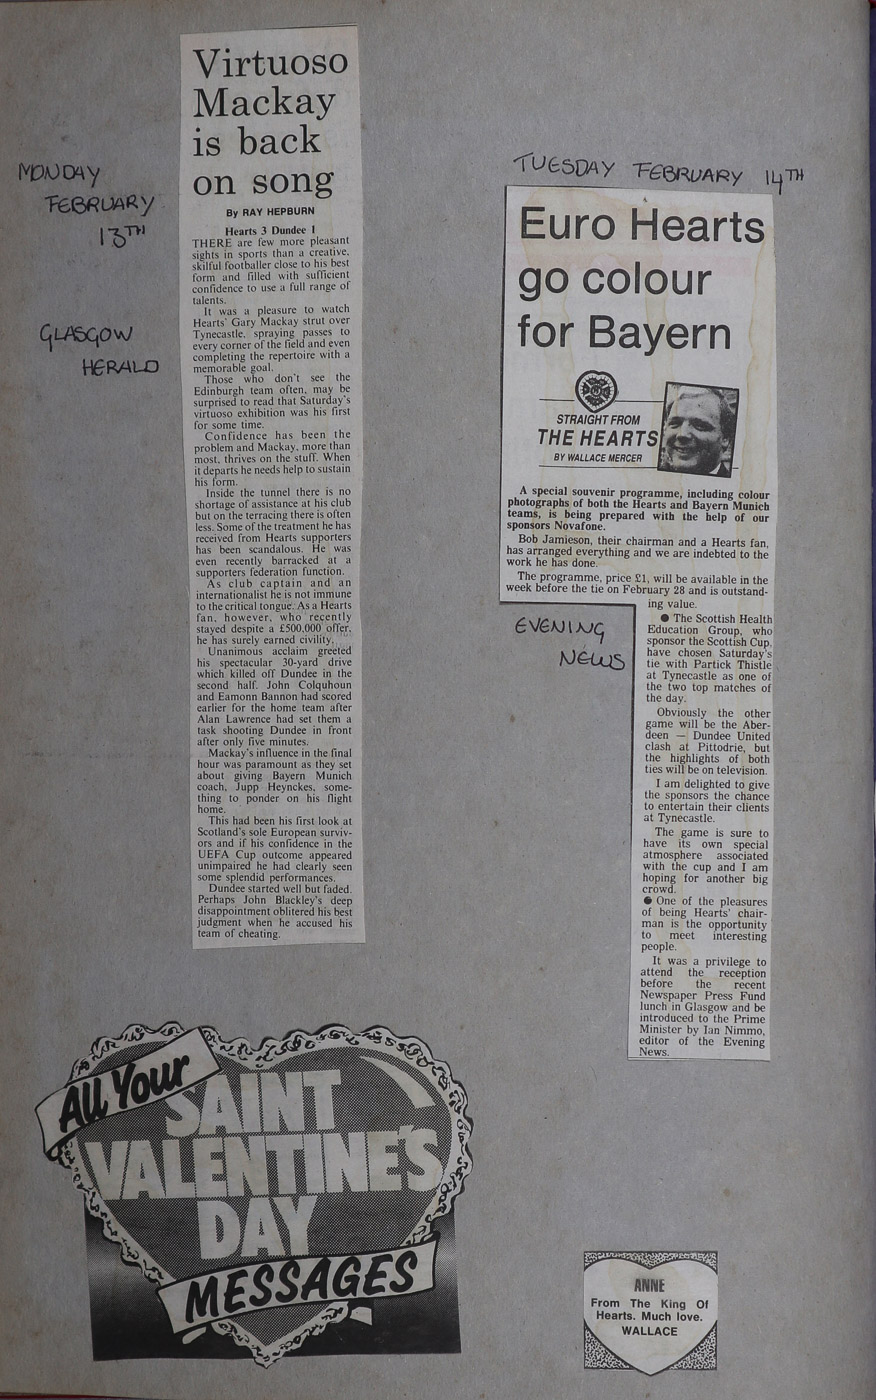 MONDAY
FEBRUARY
13TH
GLASGOW
HERALD
Virtuoso
Mackay
is back
on song
By RAY HEPBURN
Hearts 3 Dundee 1
THERE are few more pleasant
sights in sports than a creative,
skilful footballer close to his best
form and filled with sufficient
confidence to use a full range of
talents.
It was a pleasure to watch
Hearts' Gary Mackay strut over
Tynecastle, spraying passes to
every corner of the field and even
completing the repertoire with a
memorable goal.
Those who don't see the
Edinburgh team often, may be
surprised to read that Saturday's
virtuoso exhibition was his first
for some time.
Confidence has been the
problem and Mackay, more than
most, thrives on the stuff. When
it departs he needs help to sustain
his form.
Inside the tunnel there is no
shortage of assistance at his club
but on the terracing there is often
less. Some of the treatment he has
received from Hearts supporters
has been scandalous. He was
even recently barracked at a
supporters federation function.
As club captain and an
internationalist he is not immune
to the critical tongue. As a Hearts
fan, however, who recently
stayed despite a £500,000 offer,
he has surely earned civility.
Unanimous acclaim greeted
his spectacular 30-yard drive
which killed off Dundee in the
second half. John Colquhoun
and Eamonn Bannon had scored
earlier for the home team after
Alan Lawrence had set them a
task shooting Dundee in front
after only five minutes.
Mackay's influence in the final
hour was paramount as they set
about giving Bayern Munich
coach, Jupp Heynckes, some-
thing to ponder on his flight
home.
This had been his first look at
Scotland's sole European surviv-
ors and if his confidence in the
UEFA Cup outcome appeared
unimpaired he had clearly seen
some splendid performances.
Dundee started well but faded.
Perhaps John Blackley's deep
disappointment oblitered his best
judgment when he accused his
team of cheating.
TUESDAY FEBRUARY 14TH
Euro Hearts
go colour
for Bayern
STRAIGHT FROM
THE HEARTS
BY WALLACE MERCER
A special souvenir programme, including colour
photographs of both the Hearts and Bayern Munich
teams, is being prepared with the help of our
sponsors Novafone.
Bob Jamieson, their chairman and a Hearts fan,
has arranged everything and we are indebted to the
work he has done.
The programme, price £1, will be available in the
week before the tie on February 28 and is outstand-
ing value.
● The Scottish Health
Education Group, who
sponsor the Scottish Cup,
have chosen Saturday's
tie with Partick Thistle
at Tynecastle as one of
the two top matches of
the day.
Obviously the other
game will be the Aber-
deen — Dundee United
clash at Pittodrie, but
the highlights of both
ties will be on television.
I am delighted to give
the sponsors the chance
to entertain their clients
at Tynecastle.
The game is sure to
have its own special
atmosphere associated
with the cup and I am
hoping for another big
crowd.
● One of the pleasures
of being Hearts' chair-
man is the opportunity
to meet interesting
people.
It was a privilege to
attend the reception
before the recent
Newspaper Press Fund
lunch in Glasgow and be
introduced to the Prime
Minister by Ian Nimmo,
editor of the Evening
News.
EVENING
NEWS
All Your
SAINT
VALENTINE'S
DAY
MESSAGES
ANNE
From The King Of
Hearts. Much love.
WALLACE